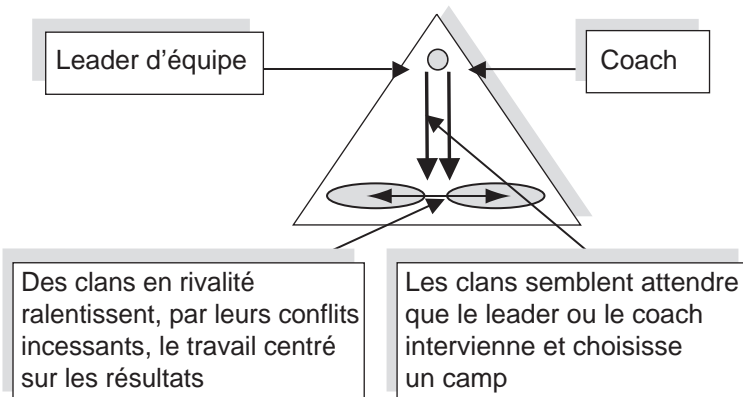 Leader d’équipe
Coach
Des clans en rivalité
ralentissent, par leurs conflits
incessants, le travail centré
sur les résultats
Les clans semblent attendre
que le leader ou le coach
intervienne et choisisse
un camp